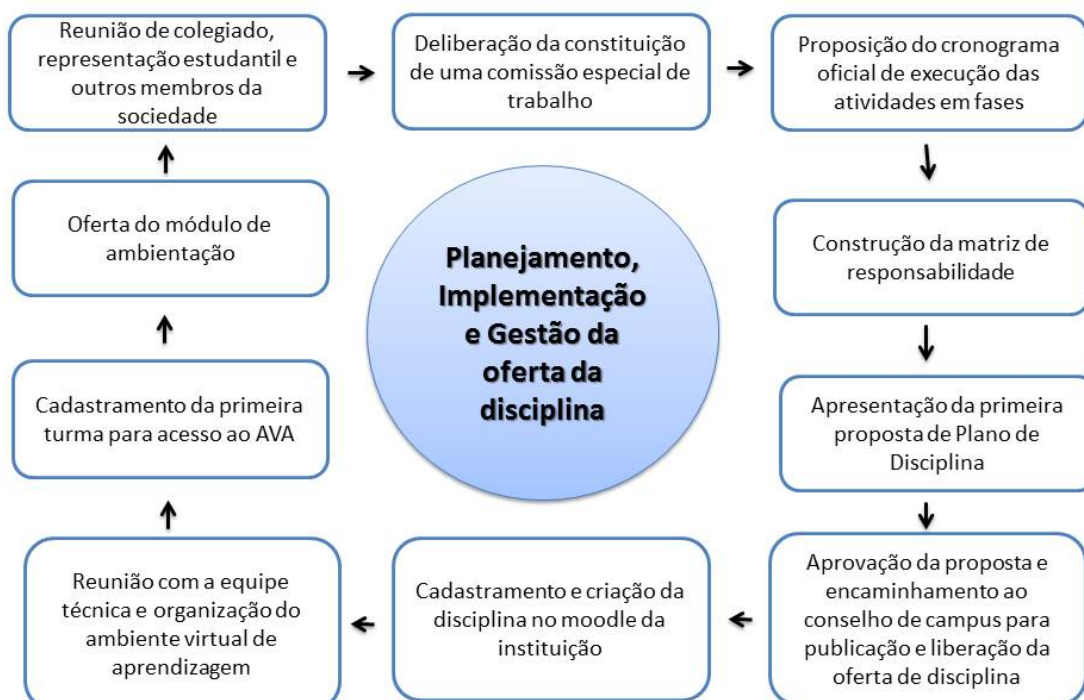 Reunião de colegiado,
representação estudantil e
outros membros da
sociedade
Deliberação da constituição
de uma comissão especial de
trabalho
Proposição do cronograma
oficial de execução das
atividades em fases
Construção da matriz de
responsabilidade
Apresentação da primeira
proposta de Plano de
Disciplina
Aprovação da proposta e
encaminhamento ao
conselho de campus para
publicação e liberação da
oferta de disciplina
Cadastramento e criação da
disciplina no moodle da
instituição
Reunião com a equipe
técnica e organização do
ambiente virtual de
aprendizagem
Cadastramento da primeira
turma para acesso ao AVA
Oferta do módulo de
ambientação
Planejamento,
Implementação
e Gestão da
oferta da
disciplina